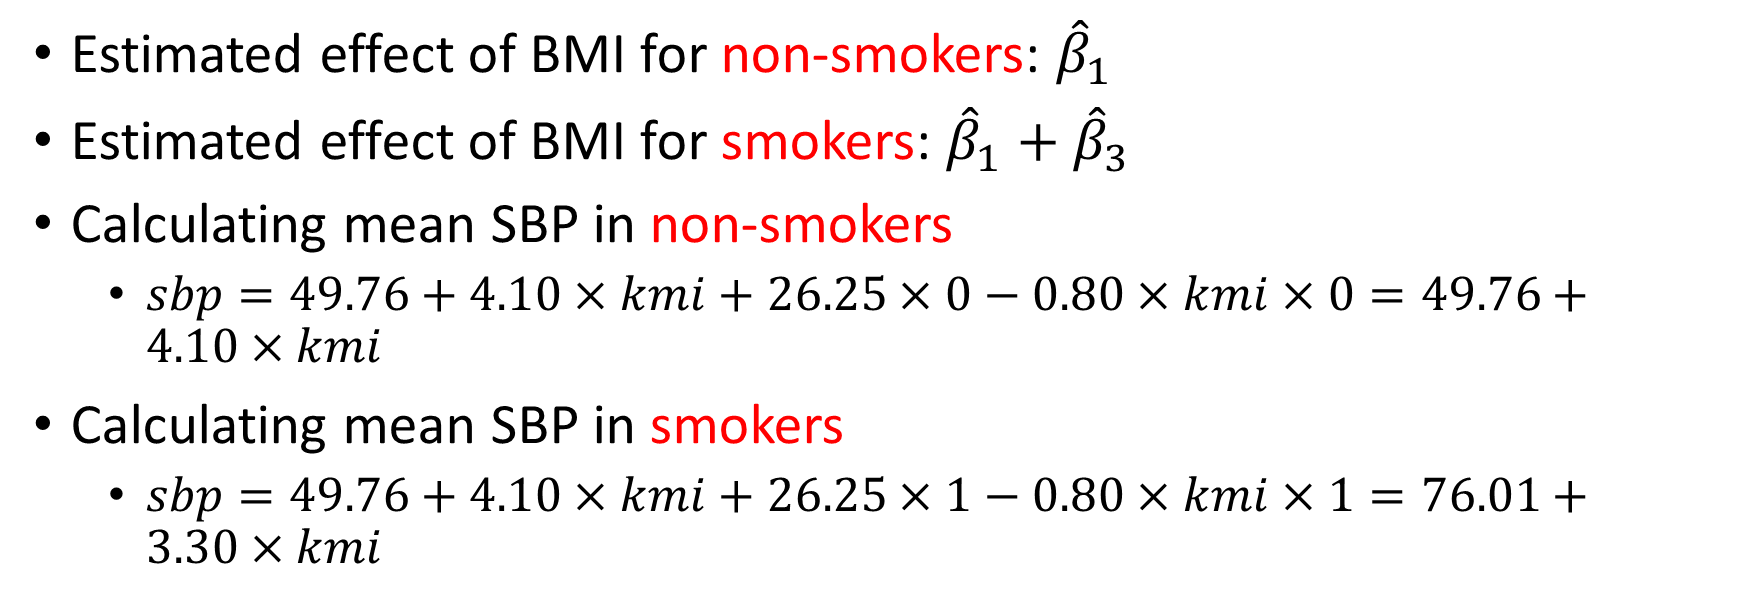 • Estimated effect of BMI for non-smokers: β̂₁
• Estimated effect of BMI for smokers: β̂₁ + β̂₃
• Calculating mean SBP in non-smokers
• sbp = 49.76 + 4.10 × kmi + 26.25 × 0 − 0.80 × kmi × 0 = 49.76 +
4.10 × kmi
• Calculating mean SBP in smokers
• sbp = 49.76 + 4.10 × kmi + 26.25 × 1 − 0.80 × kmi × 1 = 76.01 +
3.30 × kmi